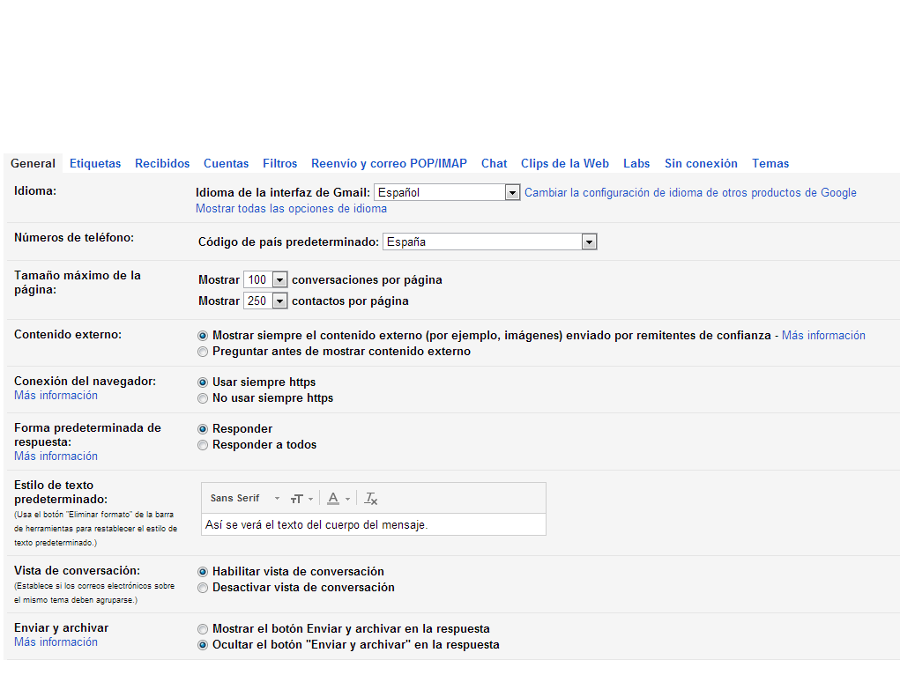 General Etiquetas Recibidos Cuentas Filtros Reenvío y correo POP/IMAP Chat Clips de la Web Labs Sin conexión Temas
Idioma:
Idioma de la interfaz de Gmail: Español Cambiar la configuración de idioma de otros productos de Google
Mostrar todas las opciones de idioma
Números de teléfono:
Código de país predeterminado: España
Tamaño máximo de la
página:
Mostrar 100 conversaciones por página
Mostrar 250 contactos por página
Contenido externo:
Mostrar siempre el contenido externo (por ejemplo, imágenes) enviado por remitentes de confianza - Más información
Preguntar antes de mostrar contenido externo
Conexión del navegador:
Más información
Usar siempre https
No usar siempre https
Forma predeterminada de
respuesta:
Más información
Responder
Responder a todos
Estilo de texto
predeterminado:
(Usa el botón "Eliminar formato" de la barra
de herramientas para restablecer el estilo de
texto predeterminado.)
Sans Serif TT A Tx
Así se verá el texto del cuerpo del mensaje.
Vista de conversación:
(Establece si los correos electrónicos sobre
el mismo tema deben agruparse.)
Habilitar vista de conversación
Desactivar vista de conversación
Enviar y archivar
Más información
Mostrar el botón Enviar y archivar en la respuesta
Ocultar el botón "Enviar y archivar" en la respuesta